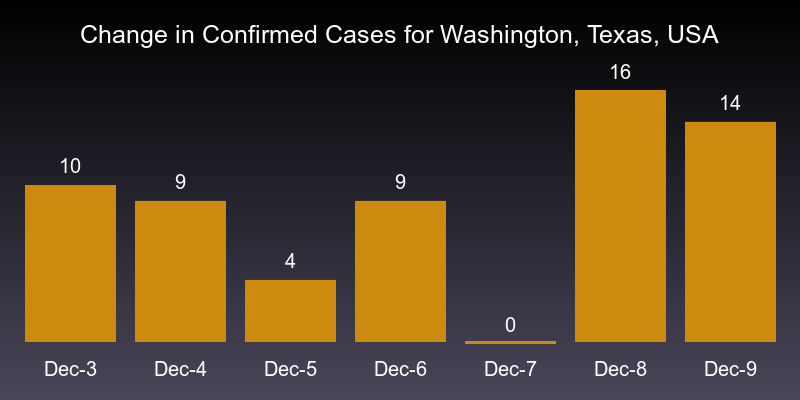 Change in Confirmed Cases for Washington, Texas, USA
10
9
4
9
0
16
14
Dec-3
Dec-4
Dec-5
Dec-6
Dec-7
Dec-8
Dec-9